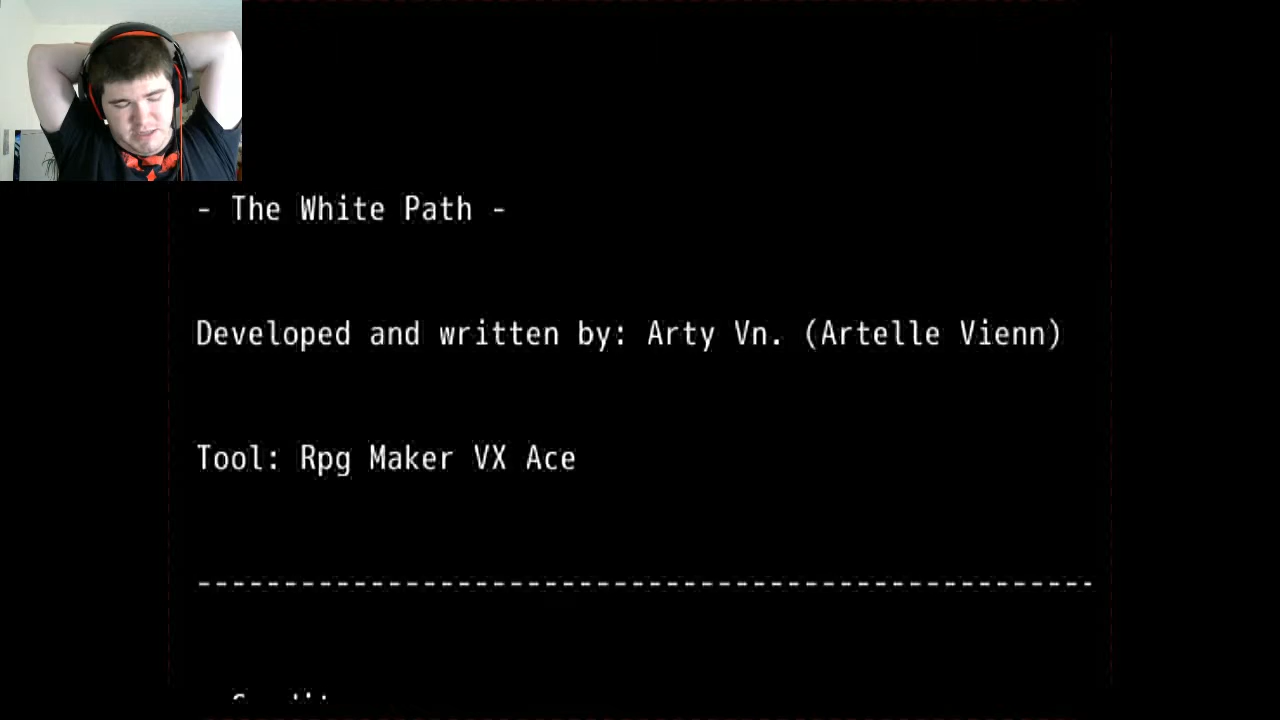 - The White Path -
Developed and written by: Arty Vn. (Artelle Vienn)
Tool: Rpg Maker VX Ace
----------------------------------------------------